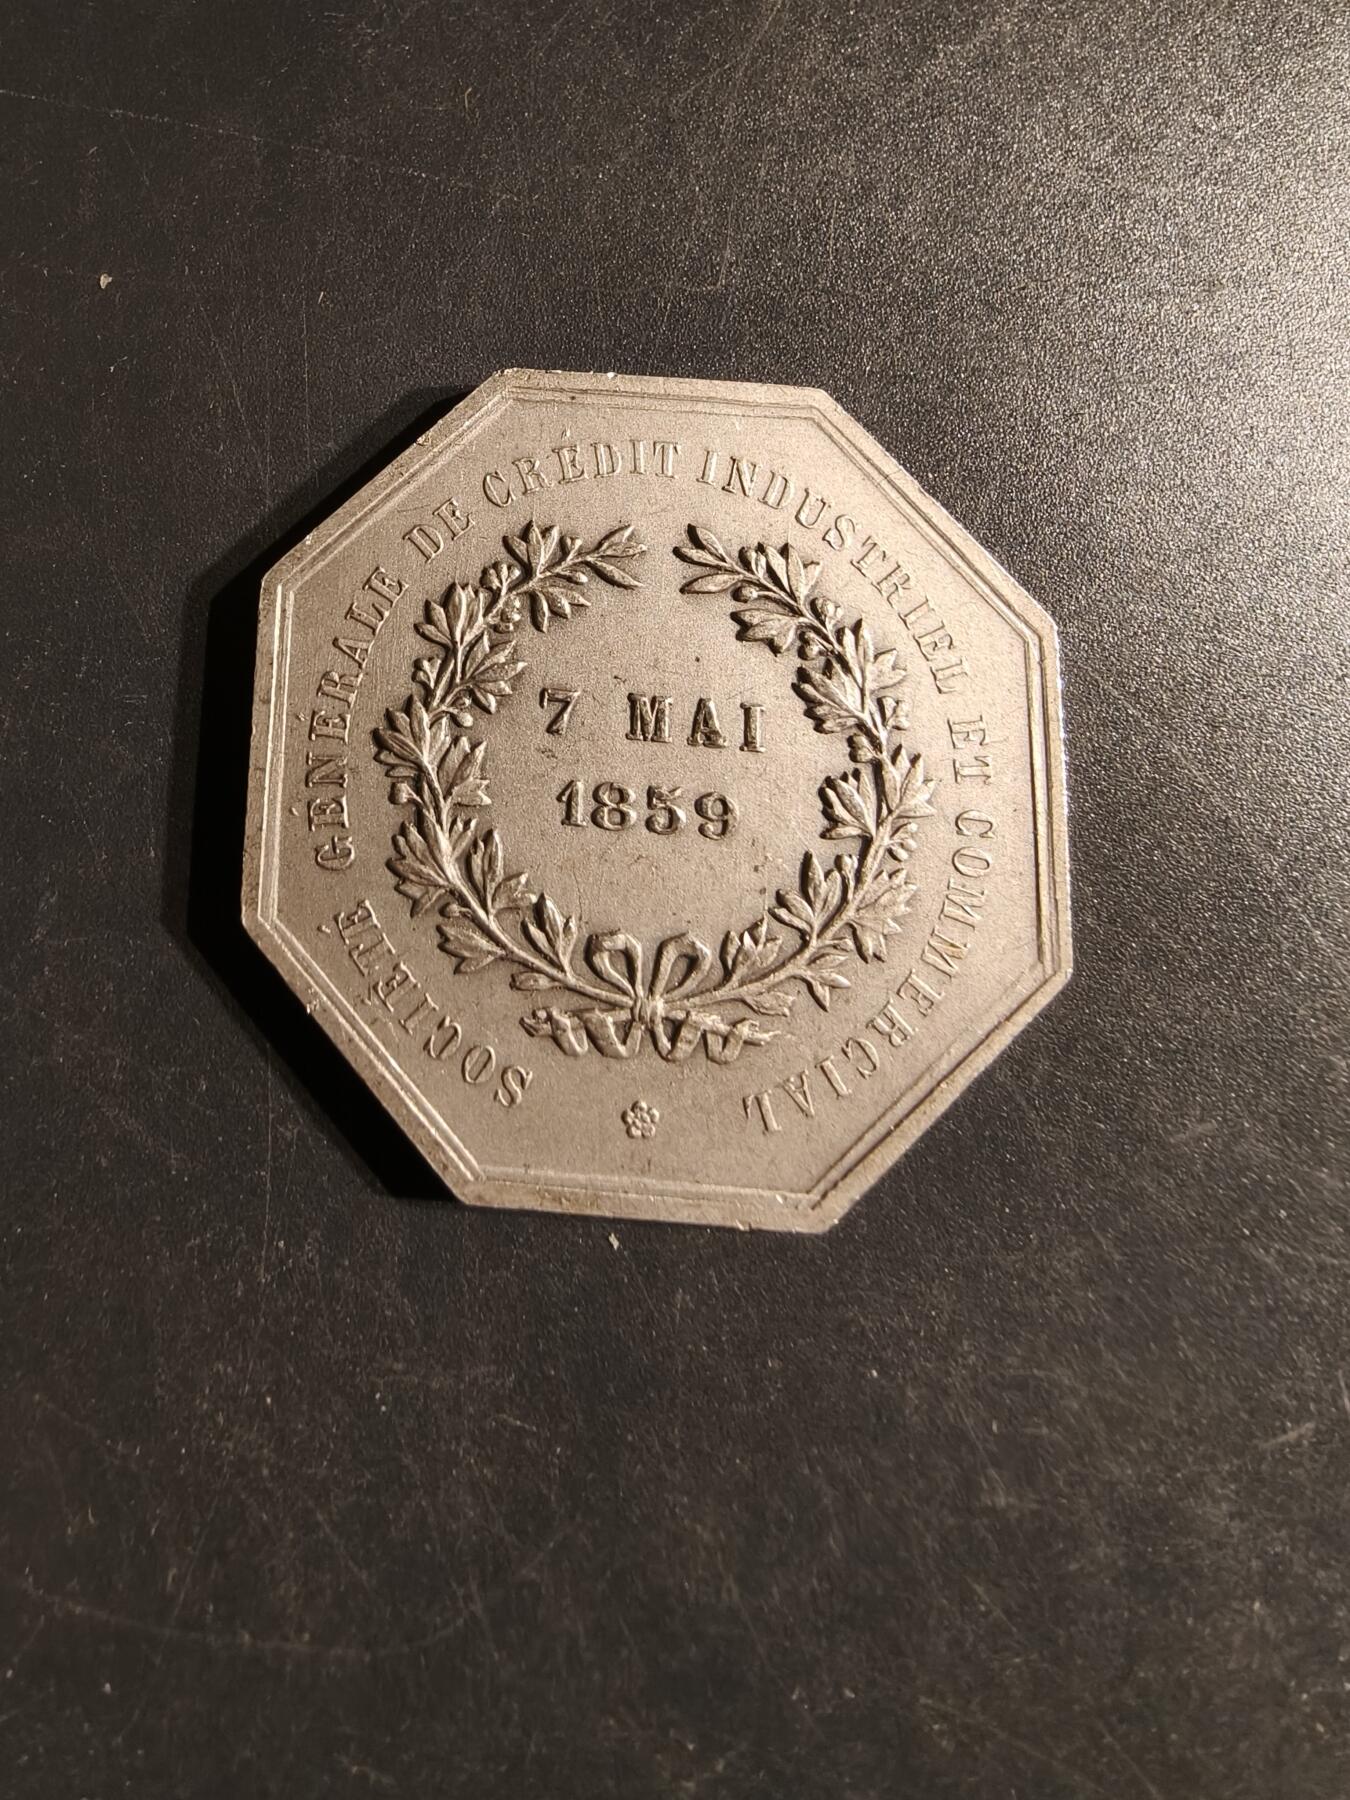 SOCIÉTÉ GÉNÉRALE DE CRÉDIT INDUSTRIEL ET COMMERCIAL
7 MAI
1859